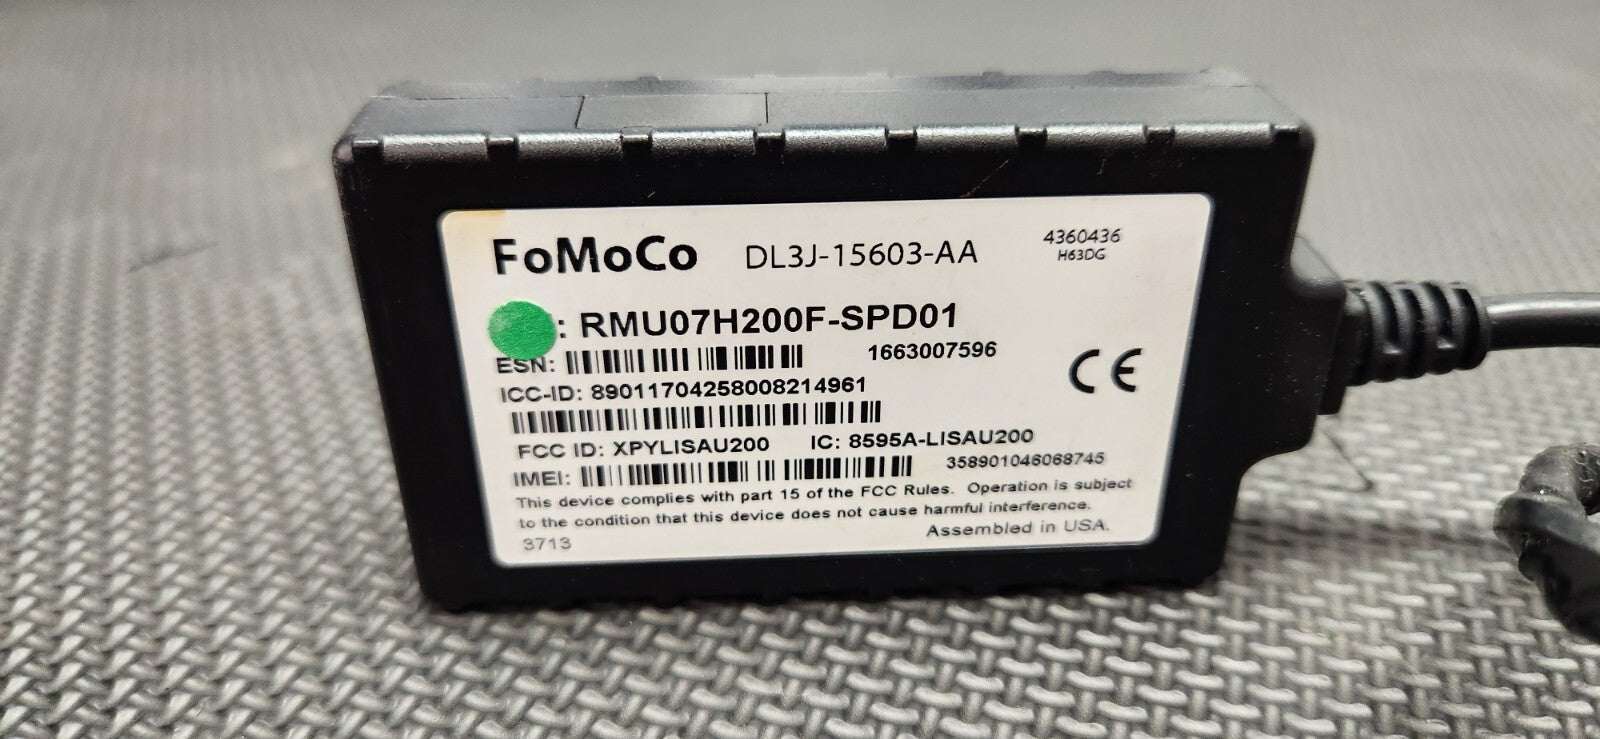 FoMoCo DL3J-15603-AA 4360436
H63DG
: RMU07H200F-SPD01
ESN: 1663007596
ICC-ID: 89011704258008214961
FCC ID: XPYLISAU200 IC: 8595A-LISAU200
IMEI: 358901046068745
This device complies with part 15 of the FCC Rules. Operation is subject
to the condition that this device does not cause harmful interference.
3713 Assembled in USA.
CE